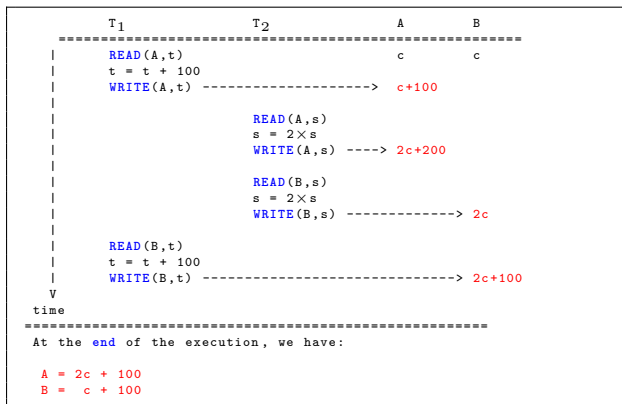 T1 T2 A B
=======================================================
| READ(A,t) c c
| t = t + 100
| WRITE(A,t) --------------------> c+100
|
| READ(A,s)
| s = 2×s
| WRITE(A,s) ----> 2c+200
|
| READ(B,s)
| s = 2×s
| WRITE(B,s) -------------> 2c
|
| READ(B,t)
| t = t + 100
| WRITE(B,t) ------------------------------> 2c+100
V
time
=======================================================
At the end of the execution, we have:
A = 2c + 100
B = c + 100